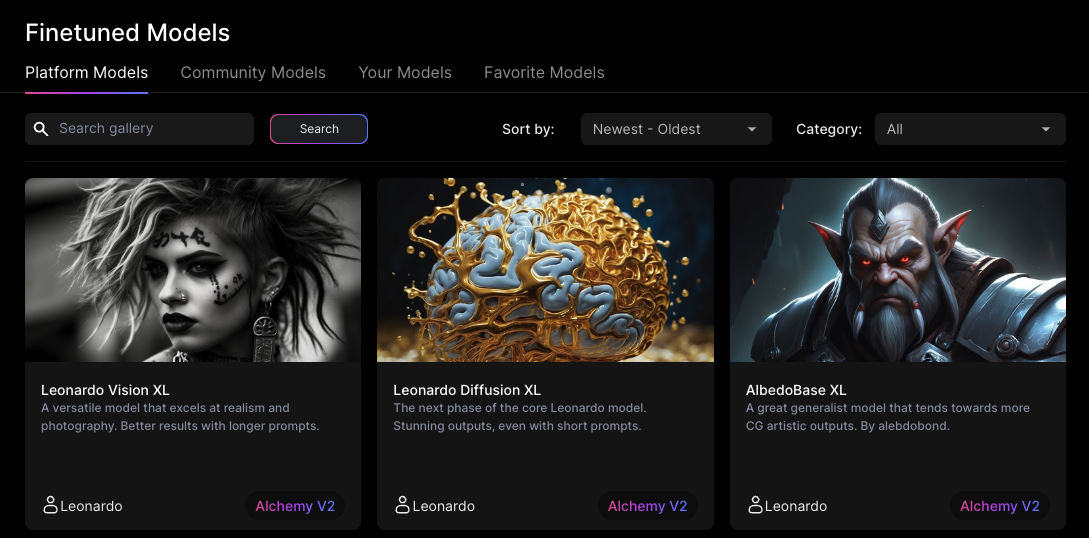 Finetuned Models
Platform Models Community Models Your Models Favorite Models
Search gallery Search Sort by: Newest - Oldest Category: All
Leonardo Vision XL
A versatile model that excels at realism and
photography. Better results with longer prompts.
Leonardo Alchemy V2
Leonardo Diffusion XL
The next phase of the core Leonardo model.
Stunning outputs, even with short prompts.
Leonardo Alchemy V2
AlbedoBase XL
A great generalist model that tends towards more
CG artistic outputs. By alebdobond.
Leonardo Alchemy V2